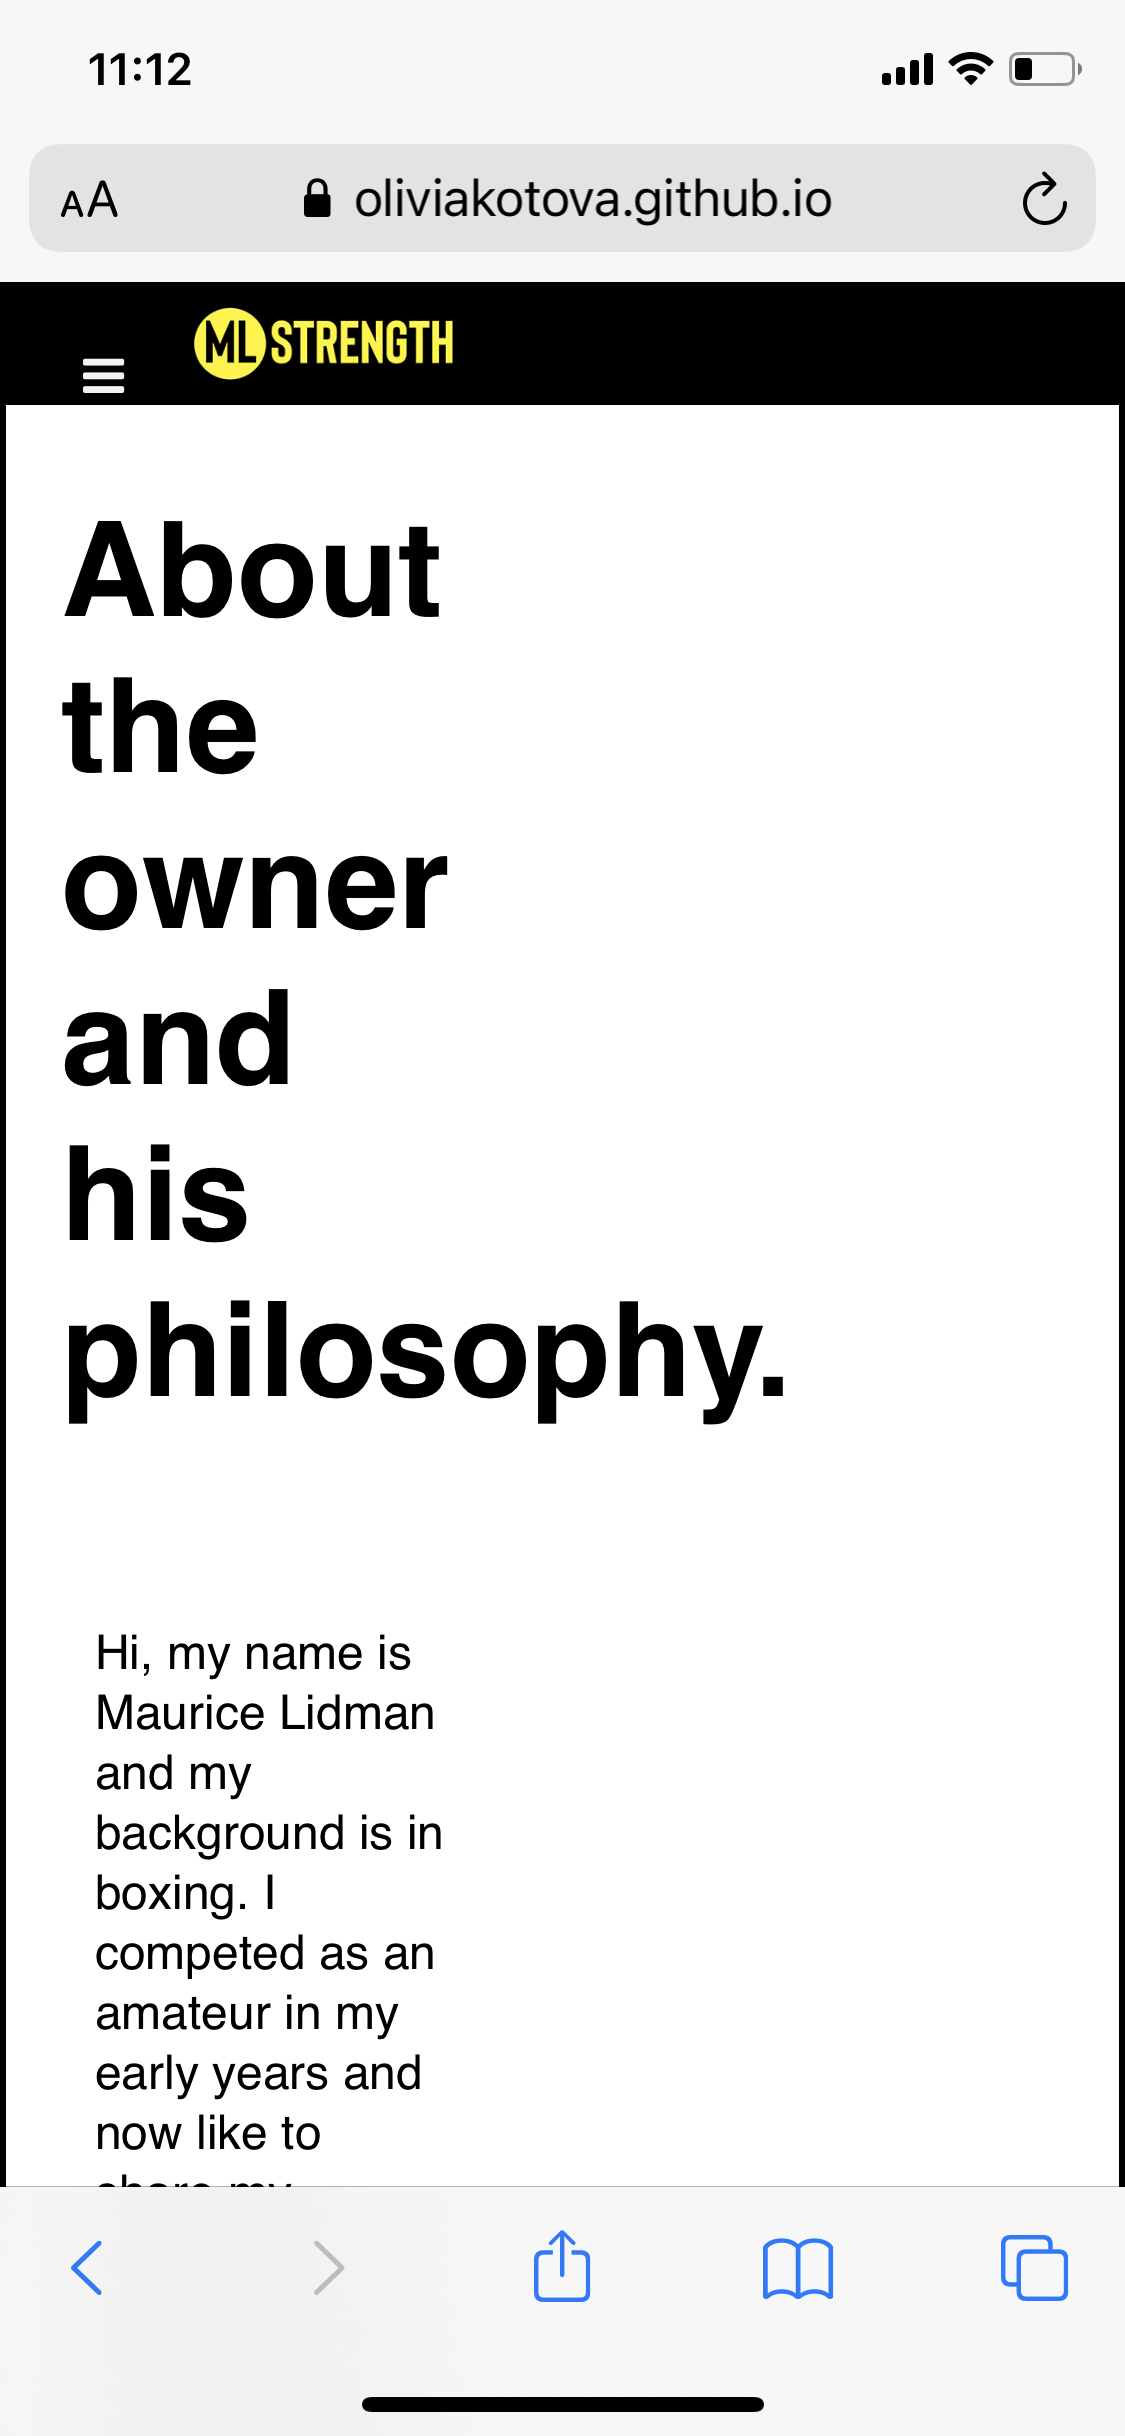 11:12
AA
oliviakotova.github.io
ML STRENGTH
About
the
owner
and
his
philosophy.
Hi, my name is
Maurice Lidman
and my
background is in
boxing. I
competed as an
amateur in my
early years and
now like to
share my